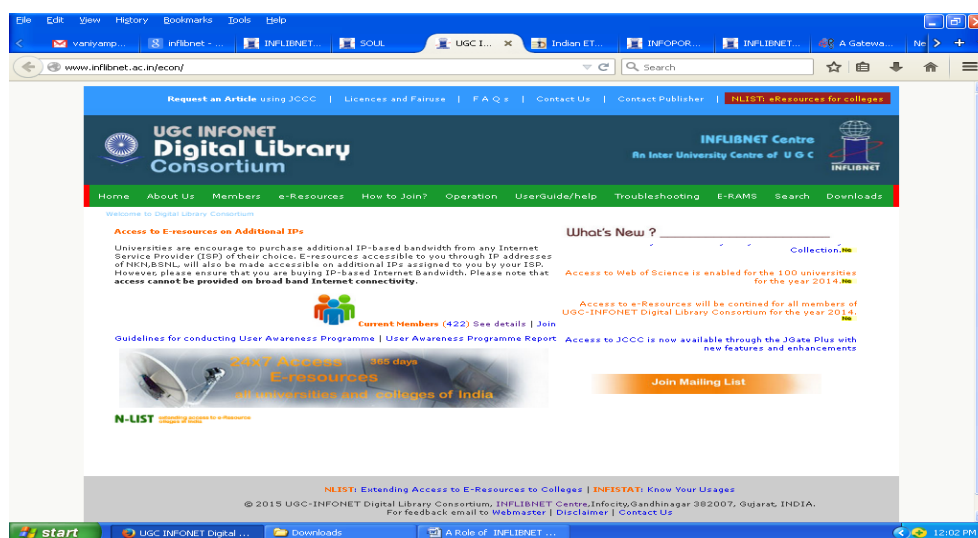 File Edit View History Bookmarks Tools Help
vaniyamp... inflibnet - ... INFLIBNET... SOUL UGC I... Indian ET... INFOPOR... INFLIBNET... A Gatewa... Ne
www.inflibnet.ac.in/econ/ Search
Request an Article using JCCC | Licences and Fairuse | F A Q s | Contact Us | Contact Publisher | NLIST: eResources for colleges
UGC INFONET
Digital Library
Consortium
INFLIBNET Centre
An Inter University Centre of U G C
INFLIBNET
Home About Us Members e-Resources How to Join? Operation UserGuide/help Troubleshooting E-RAMS Search Downloads
Welcome to Digital Library Consortium
Access to E-resources on Additional IPs
Universities are encourage to purchase additional IP-based bandwidth from any Internet
Service Provider (ISP) of their choice. E-resources accessible to you through IP addresses
of NKN,BSNL, will also be made accessible on additional IPs assigned to you by your ISP.
However, please ensure that you are buying IP-based Internet Bandwidth. Please note that
access cannot be provided on broad band Internet connectivity.
Current Members (422) See details | Join
Guidelines for conducting User Awareness Programme | User Awareness Programme Report
24x7 Access 365 days
E-resources
all universities and colleges of India
N-LIST
What's New ?
Collection.
Access to Web of Science is enabled for the 100 universities
for the year 2014.
Access to e-Resources will be contined for all members of
UGC-INFONET Digital Library Consortium for the year 2014.
Access to JCCC is now available through the JGate Plus with
new features and enhancements
Join Mailing List
NLIST: Extending Access to E-Resources to Colleges | INFISTAT: Know Your Usages
© 2015 UGC-INFONET Digital Library Consortium, INFLIBNET Centre,Infocity,Gandhinagar 382007, Gujarat, INDIA.
For feedback email to Webmaster | Disclaimer | Contact Us
start UGC INFONET Digital ... Downloads A Role of INFLIBNET ... 12:02 PM